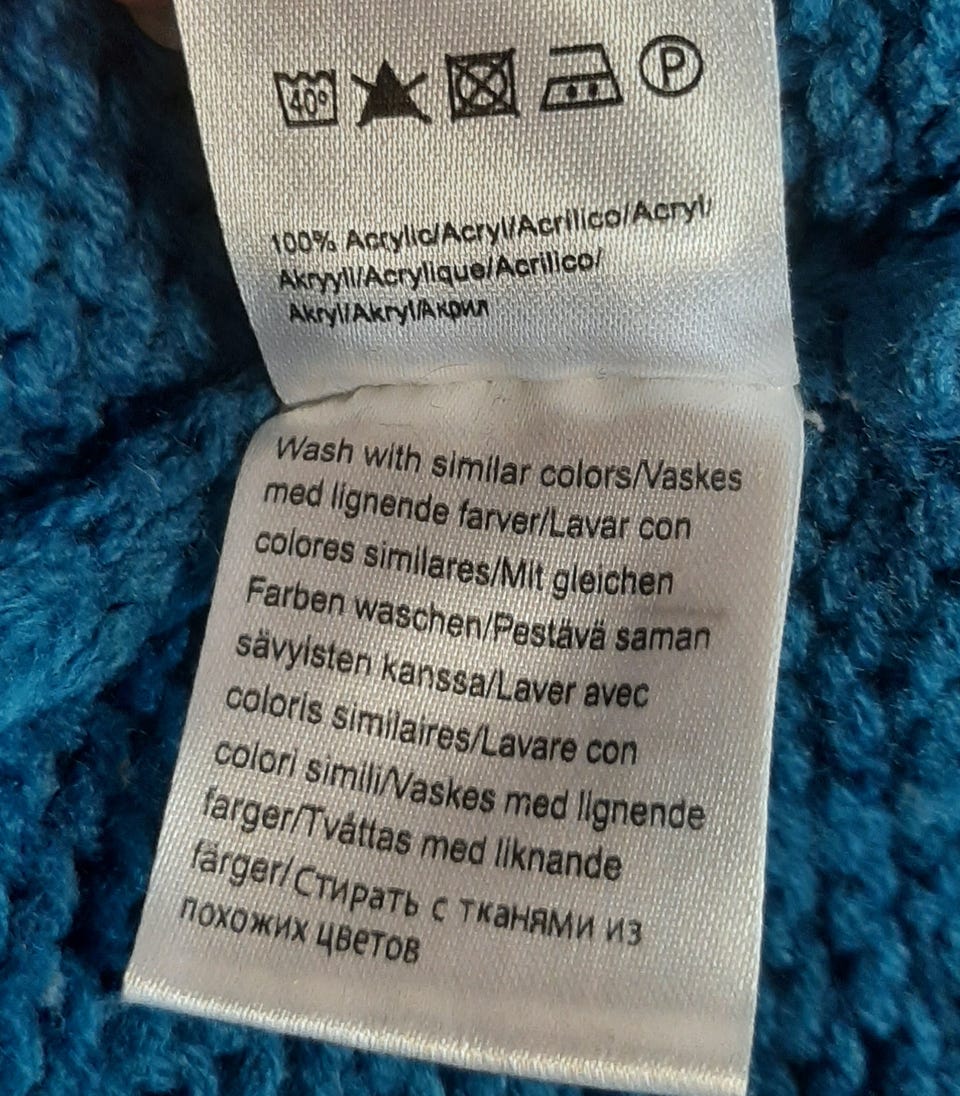 40°
P
100% Acrylic/Acryl/Acrilico/Acryl/
Akryyli/Acrylique/Acrilico/
Akryl/Akryl/Акрил
Wash with similar colors/Vaskes
med lignende farver/Lavar con
colores similares/Mit gleichen
Farben waschen/Pestävä saman
sävyisten kanssa/Laver avec
coloris similaires/Lavare con
colori simili/Vaskes med lignende
farger/Tvåttas med liknande
färger/Стирать с тканями из
похожих цветов